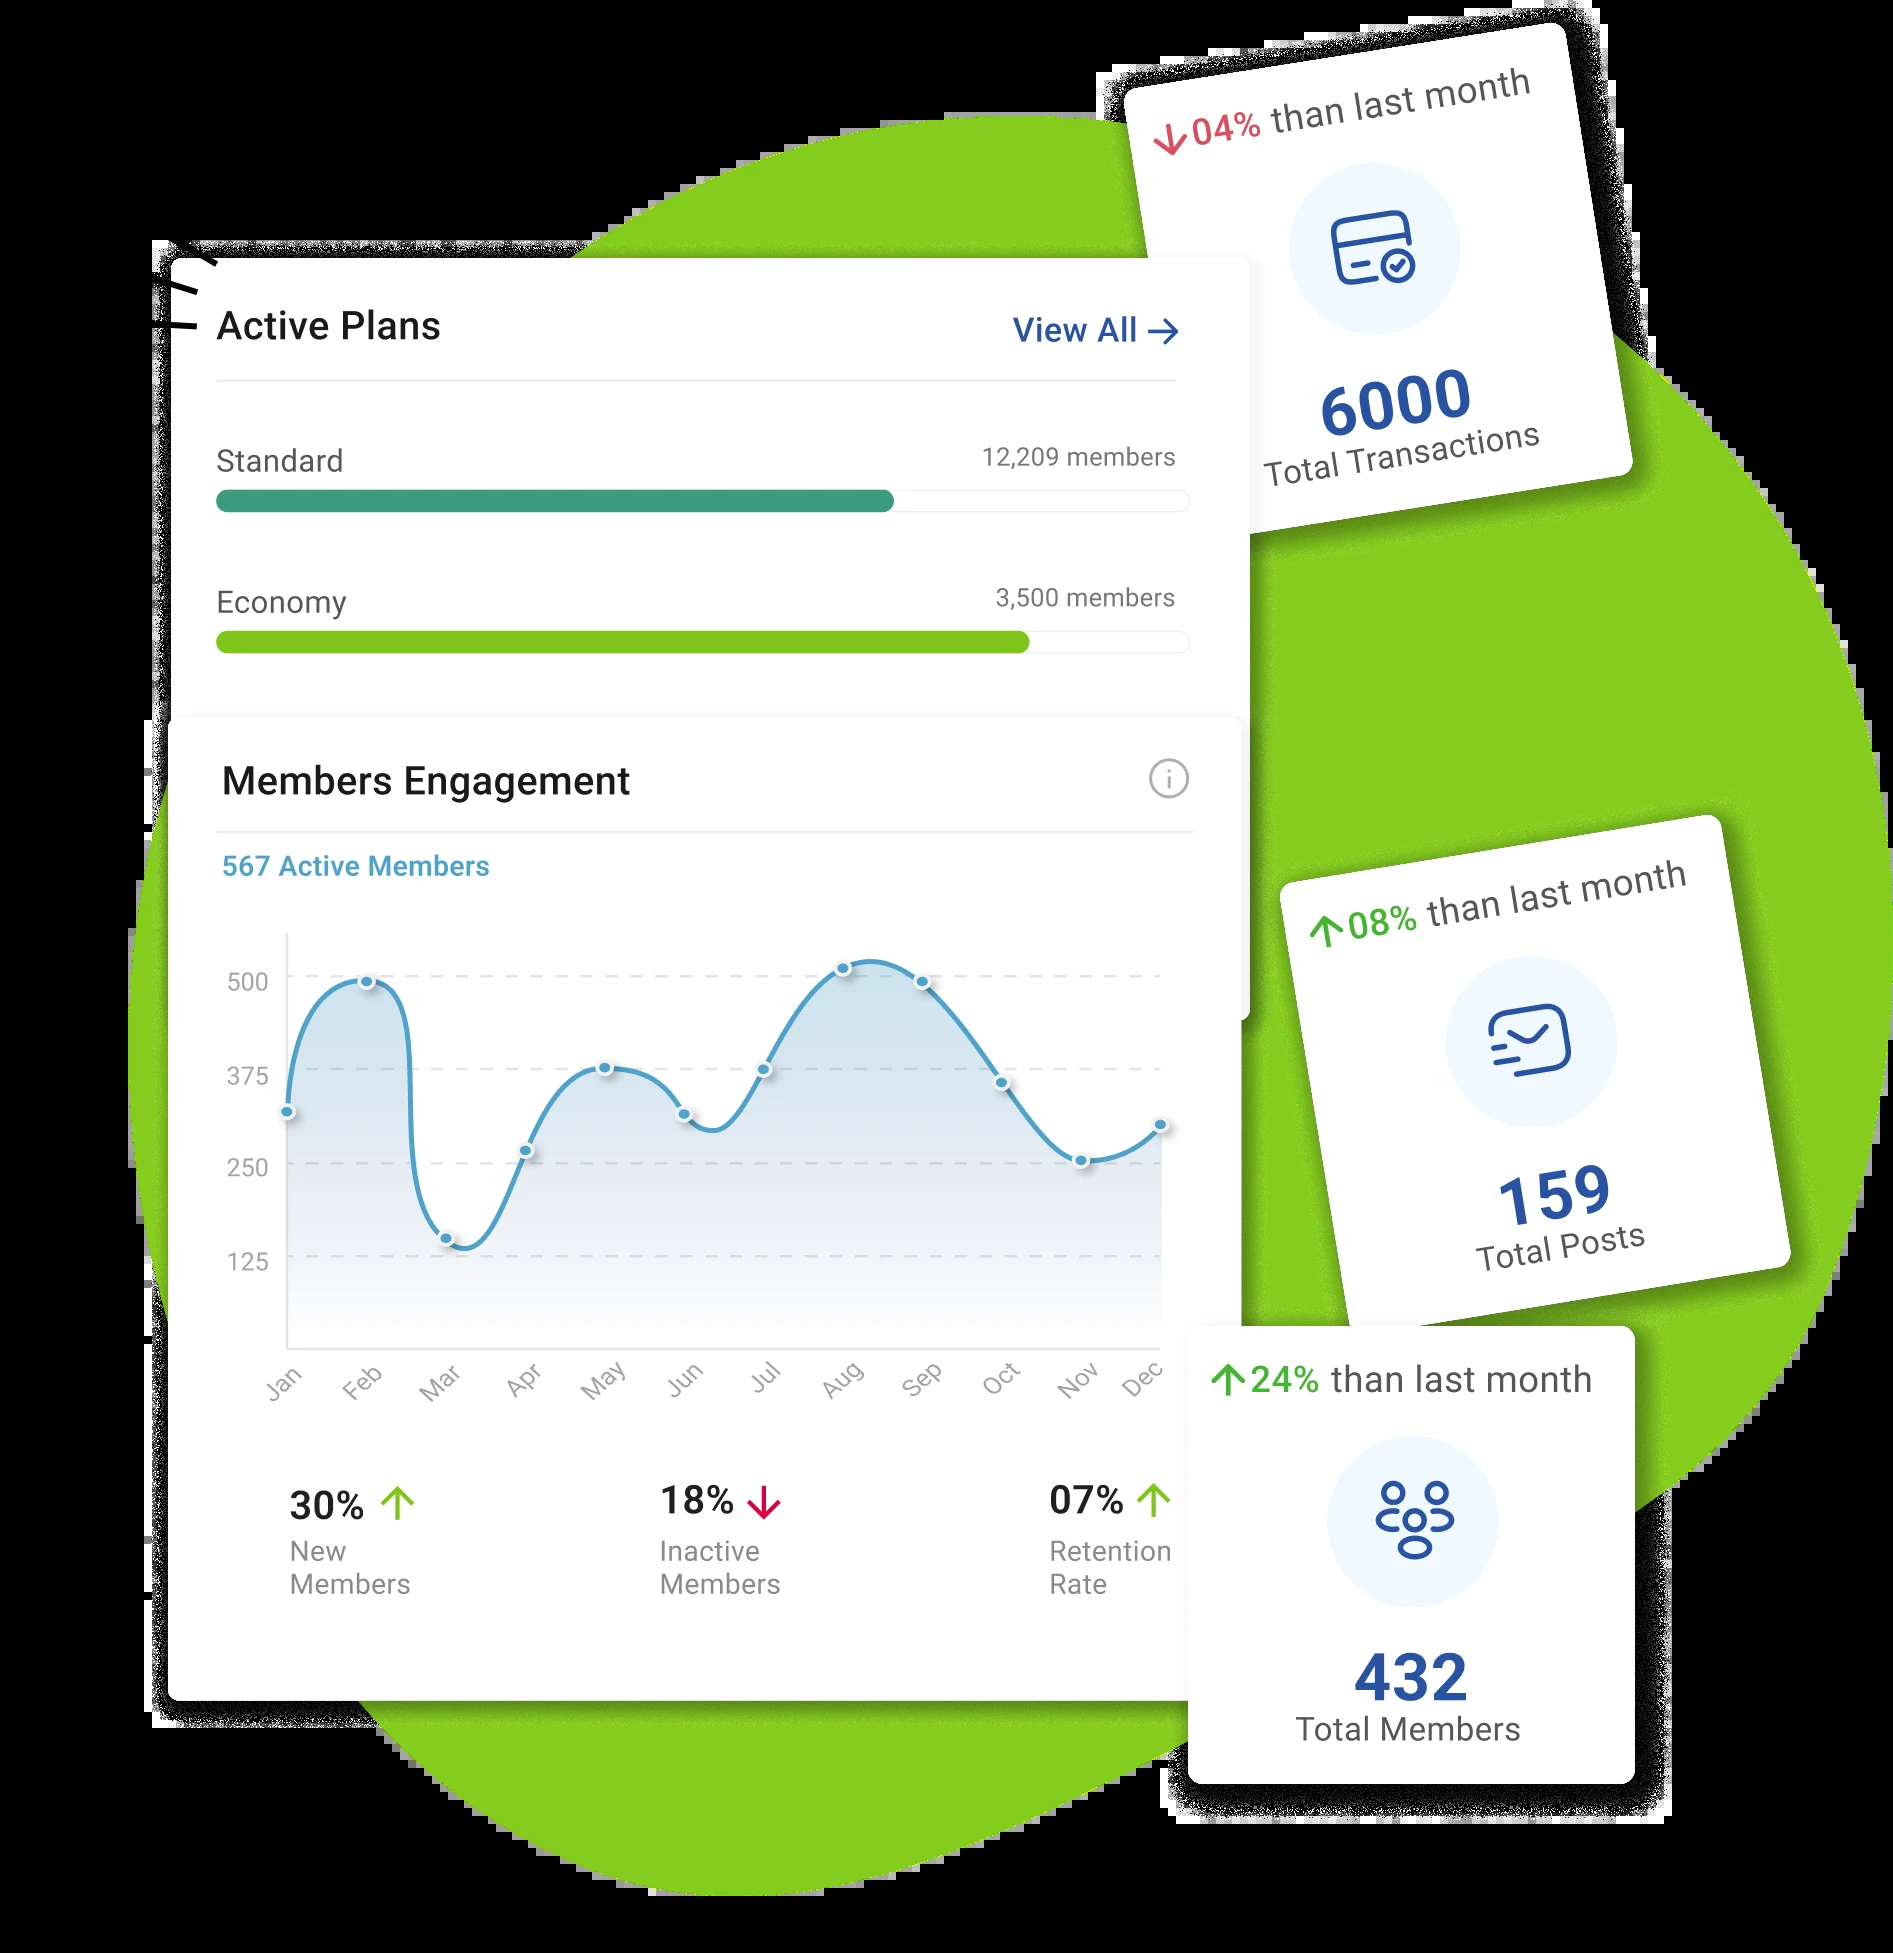 ↓04% than last month
6000
Total Transactions
Active Plans
View All →
Standard
12,209 members
Economy
3,500 members
Members Engagement
567 Active Members
500
375
250
125
Jan Feb Mar Apr May Jun Jul Aug Sep Oct Nov Dec
30% ↑
New
Members
18% ↓
Inactive
Members
07% ↑
Retention
Rate
↑08% than last month
159
Total Posts
↑24% than last month
432
Total Members